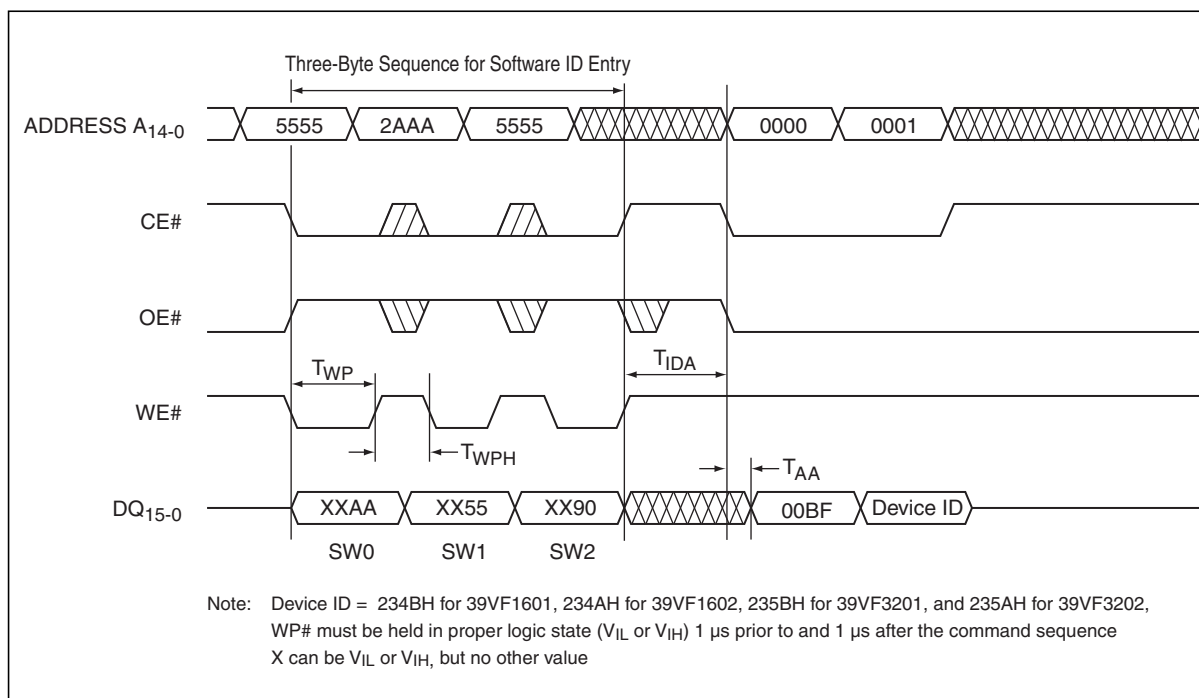 Three-Byte Sequence for Software ID Entry
ADDRESS A14-0 5555 2AAA 5555 0000 0001
CE#
OE#
TWP TIDA
WE#
TWPH TAA
DQ15-0 XXAA XX55 XX90 00BF Device ID
SW0 SW1 SW2
Note: Device ID = 234BH for 39VF1601, 234AH for 39VF1602, 235BH for 39VF3201, and 235AH for 39VF3202,
WP# must be held in proper logic state (VIL or VIH) 1 µs prior to and 1 µs after the command sequence
X can be VIL or VIH, but no other value